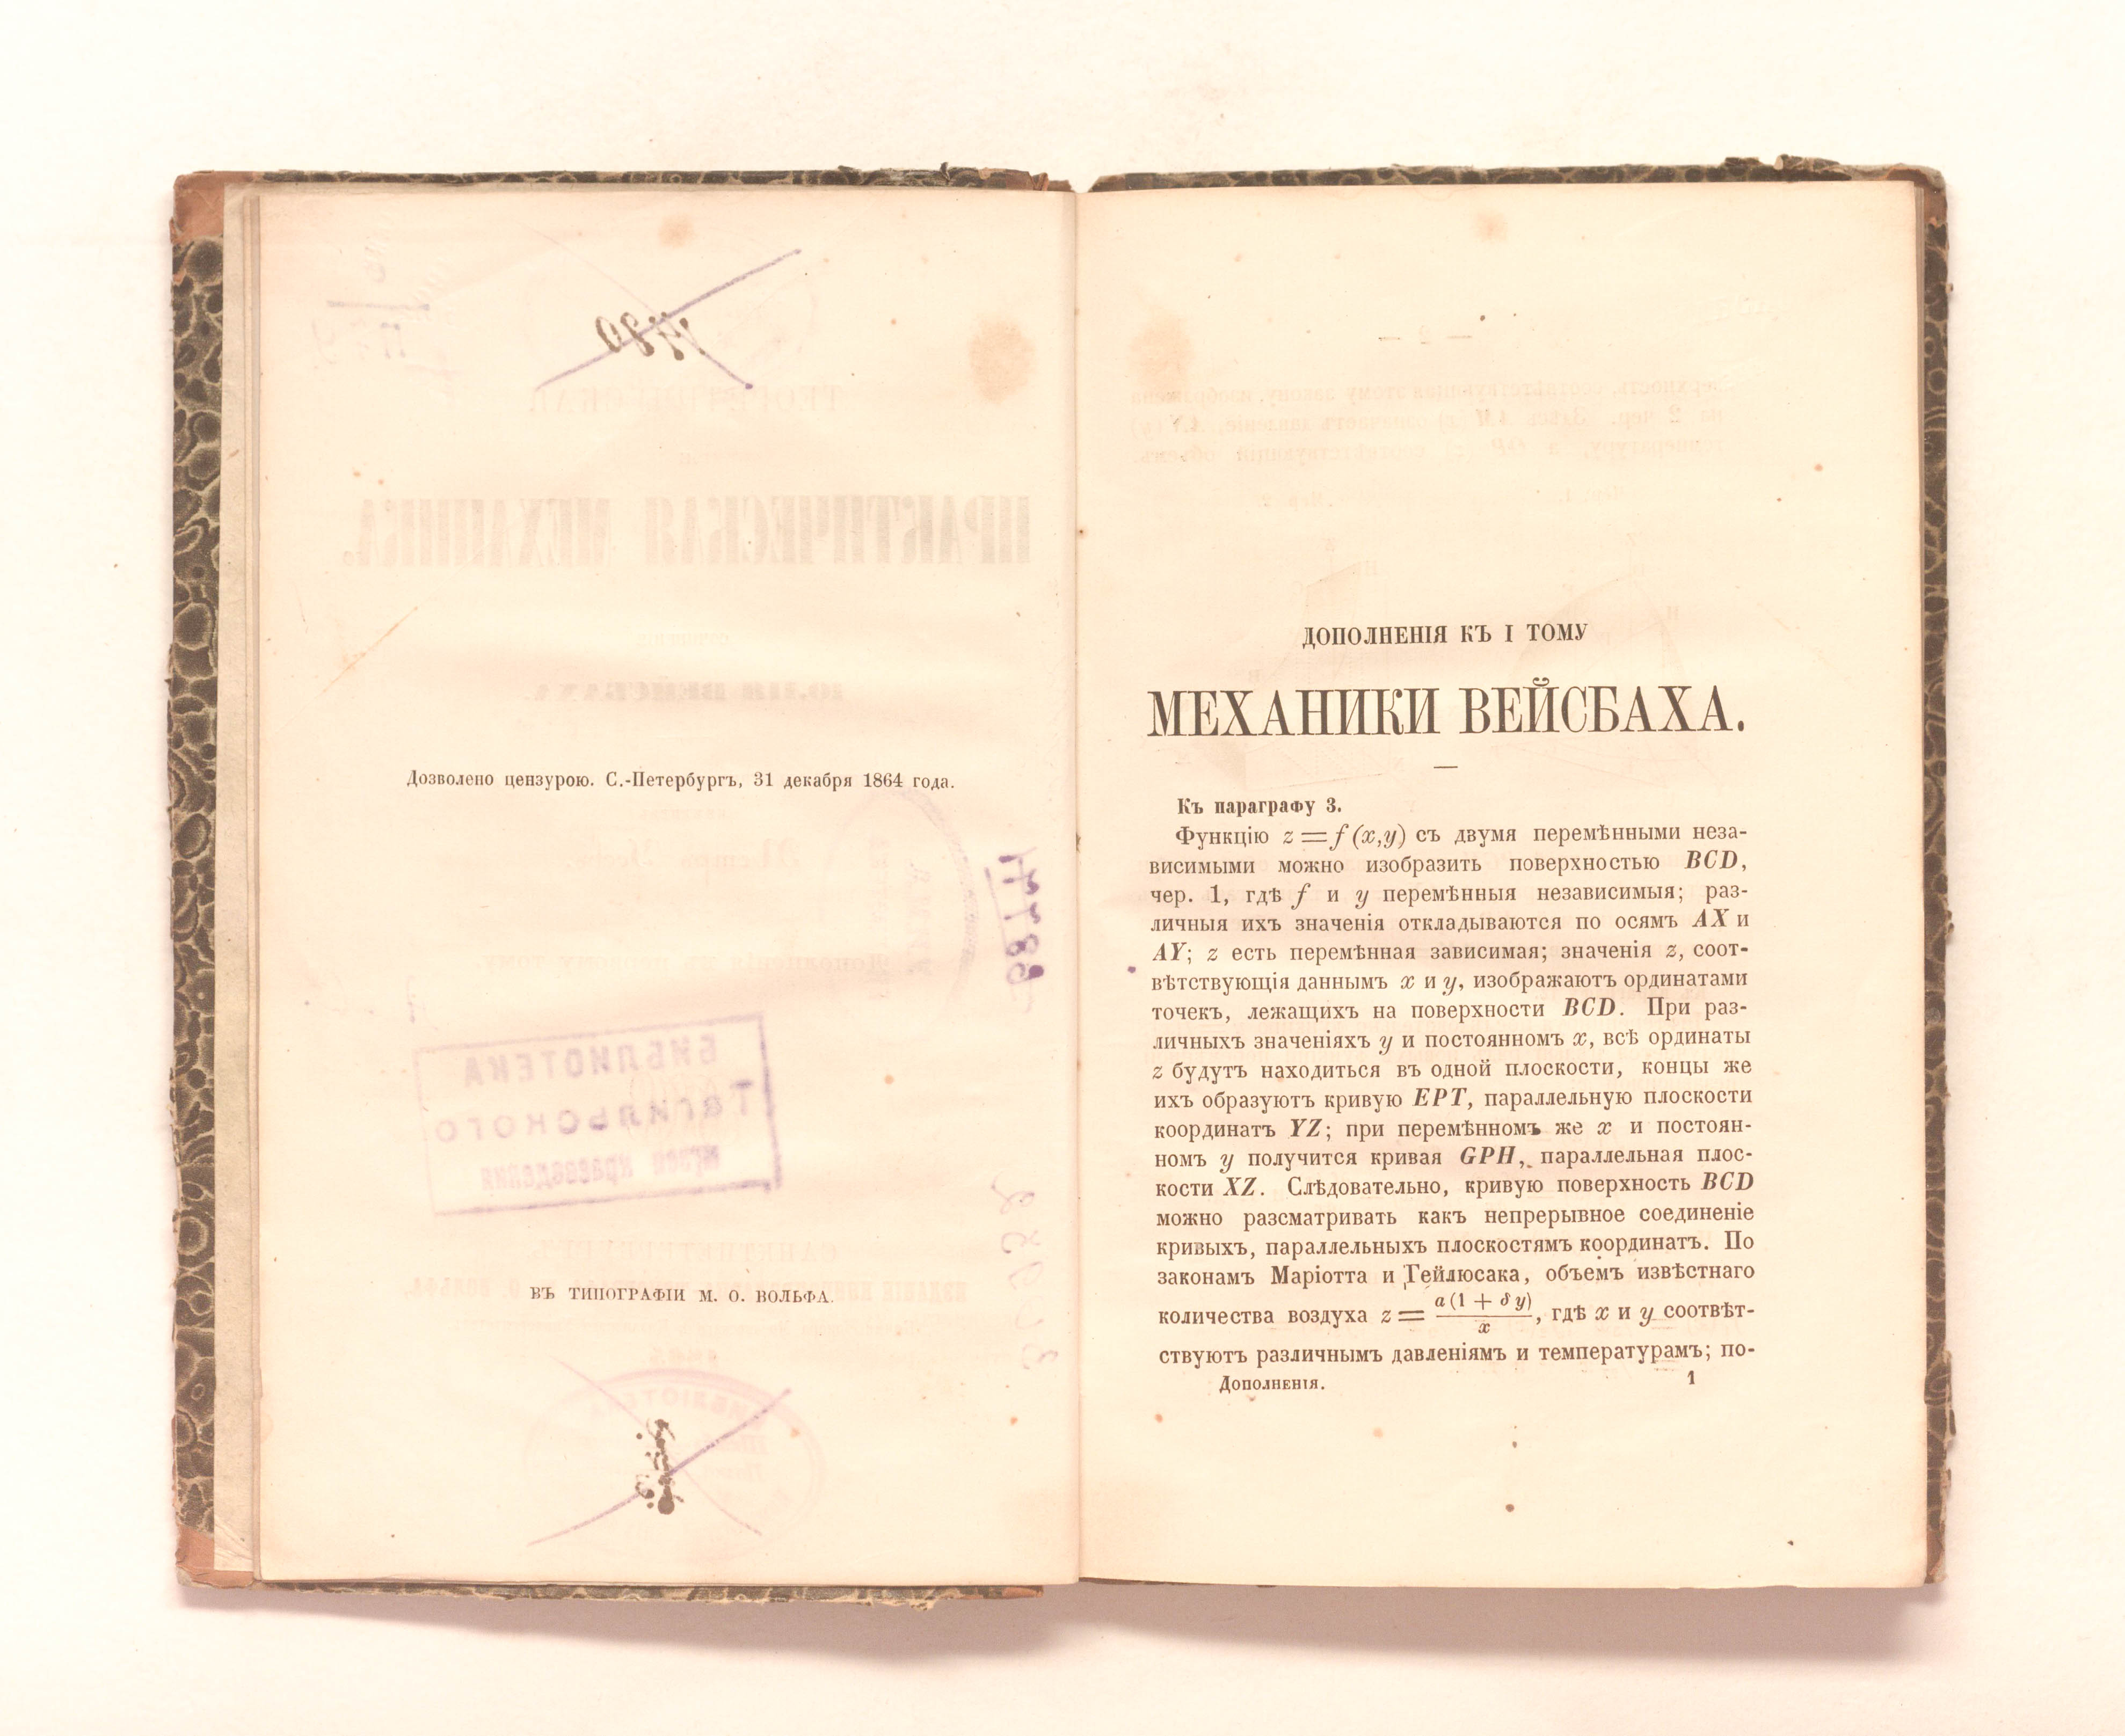 Дозволено цензурою. С.-Петербургъ, 31 декабря 1864 года.
ВЪ ТИПОГРАФІИ М. О. ВОЛЬФА.
ДОПОЛНЕНІЯ КЪ I ТОМУ
МЕХАНИКИ ВЕЙСБАХА.
Къ параграфу 3.
Функцію z = f (x,y) съ двумя перемѣнными неза-
висимыми можно изобразить поверхностью BCD,
чер. 1, гдѣ f и y перемѣнныя независимыя; раз-
личныя ихъ значенія откладываются по осямъ AX и
AY; z есть перемѣнная зависимая; значенія z, соот-
вѣтствующія даннымъ x и y, изображаютъ ординатами
точекъ, лежащихъ на поверхности BCD. При раз-
личныхъ значеніяхъ y и постоянномъ x, всѣ ординаты
z будутъ находиться въ одной плоскости, концы же
ихъ образуютъ кривую EPT, параллельную плоскости
координатъ YZ; при перемѣнномъ же x и постоян-
номъ y получится кривая GPH, параллельная плос-
кости XZ. Слѣдовательно, кривую поверхность BCD
можно разсматривать какъ непрерывное соединеніе
кривыхъ, параллельныхъ плоскостямъ координатъ. По
законамъ Маріотта и Гейлюсака, объемъ извѣстнаго
количества воздуха z = a (1 + δ y) / x, гдѣ x и y соотвѣт-
ствуютъ различнымъ давленіямъ и температурамъ; по-
Дополненія. 1